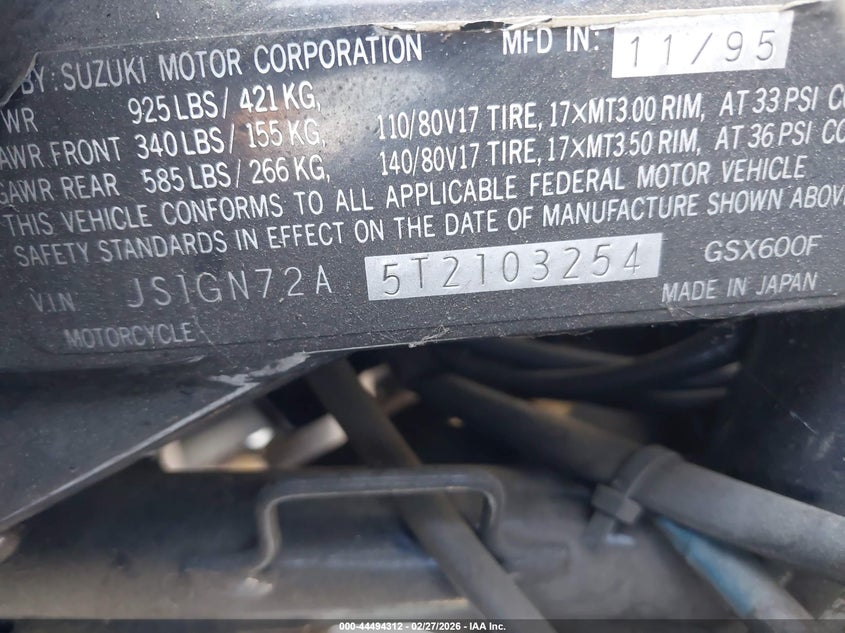 BY: SUZUKI MOTOR CORPORATION MFD IN: 11/95
WR 925 LBS/ 421 KG,
AWR FRONT 340 LBS/ 155 KG, 110/80V17 TIRE, 17×MT3.00 RIM, AT 33 PSI CO
GAWR REAR 585 LBS/ 266 KG, 140/80V17 TIRE, 17×MT3.50 RIM, AT 36 PSI CO
THIS VEHICLE CONFORMS TO ALL APPLICABLE FEDERAL MOTOR VEHICLE
SAFETY STANDARDS IN EFFECT ON THE DATE OF MANUFACTURE SHOWN ABOVE
V.I.N JS1GN72A 5T2103254 GSX600F
MOTORCYCLE MADE IN JAPAN
000-44494312 - 02/27/2026 - IAA Inc.